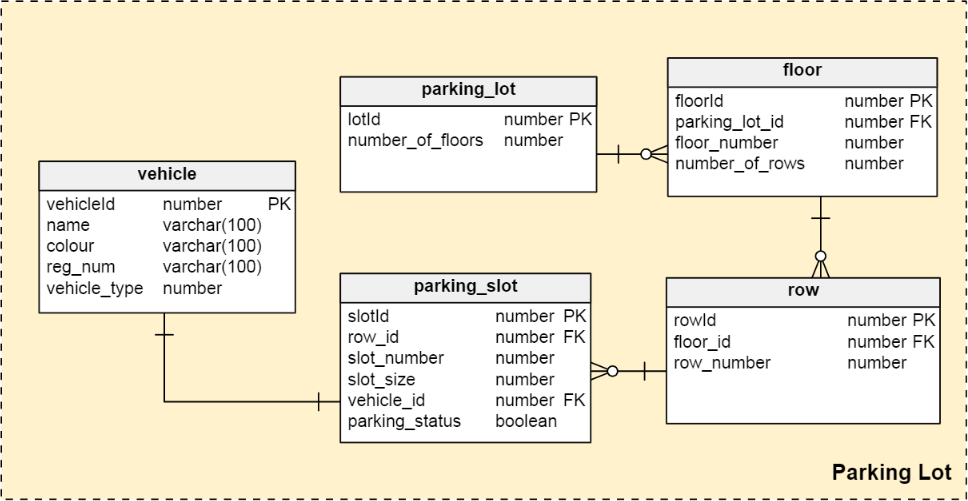 parking_lot
lotId number PK
number_of_floors number
floor
floorId number PK
parking_lot_id number FK
floor_number number
number_of_rows number
vehicle
vehicleId number PK
name varchar(100)
colour varchar(100)
reg_num varchar(100)
vehicle_type number
parking_slot
slotId number PK
row_id number FK
slot_number number
slot_size number
vehicle_id number FK
parking_status boolean
row
rowId number PK
floor_id number FK
row_number number
Parking Lot